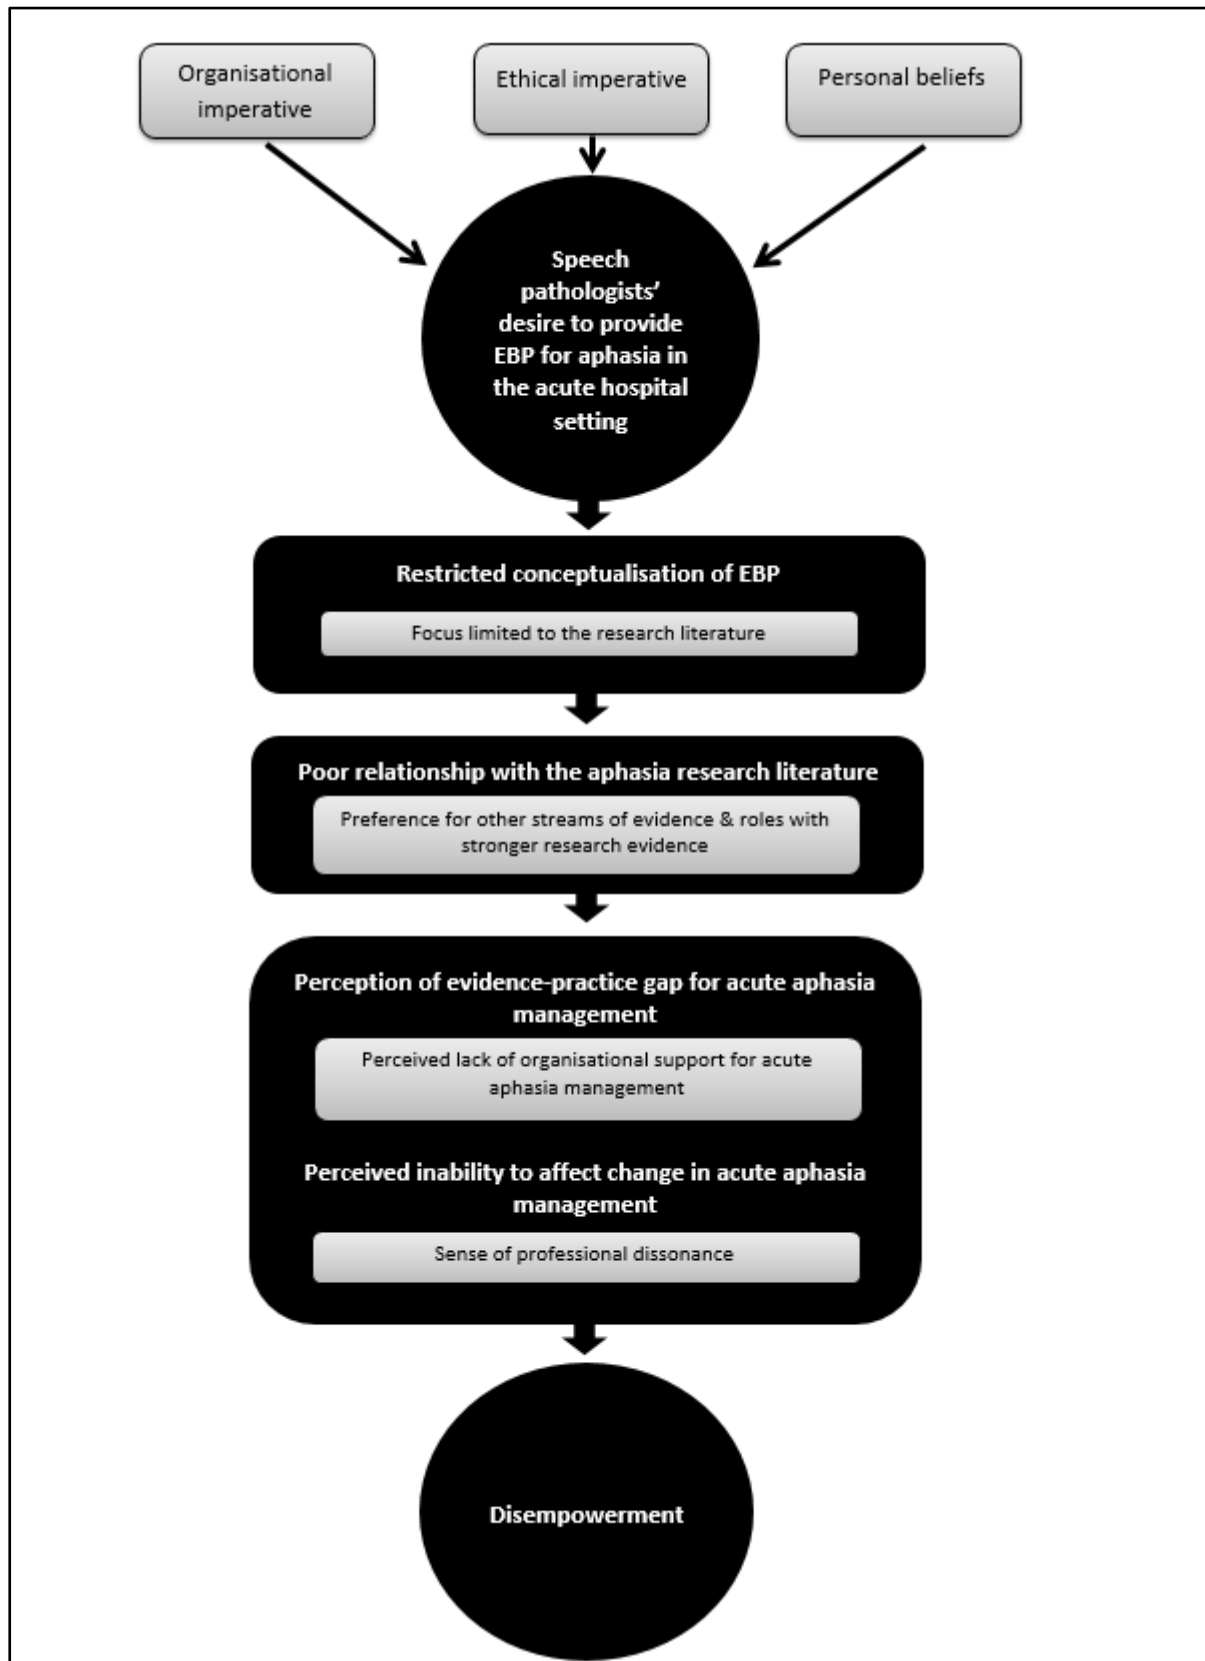 Organisational
imperative
Ethical imperative
Personal beliefs
Speech
pathologists’
desire to provide
EBP for aphasia in
the acute hospital
setting
Restricted conceptualisation of EBP
Focus limited to the research literature
Poor relationship with the aphasia research literature
Preference for other streams of evidence & roles with
stronger research evidence
Perception of evidence-practice gap for acute aphasia
management
Perceived lack of organisational support for acute
aphasia management
Perceived inability to affect change in acute aphasia
management
Sense of professional dissonance
Disempowerment